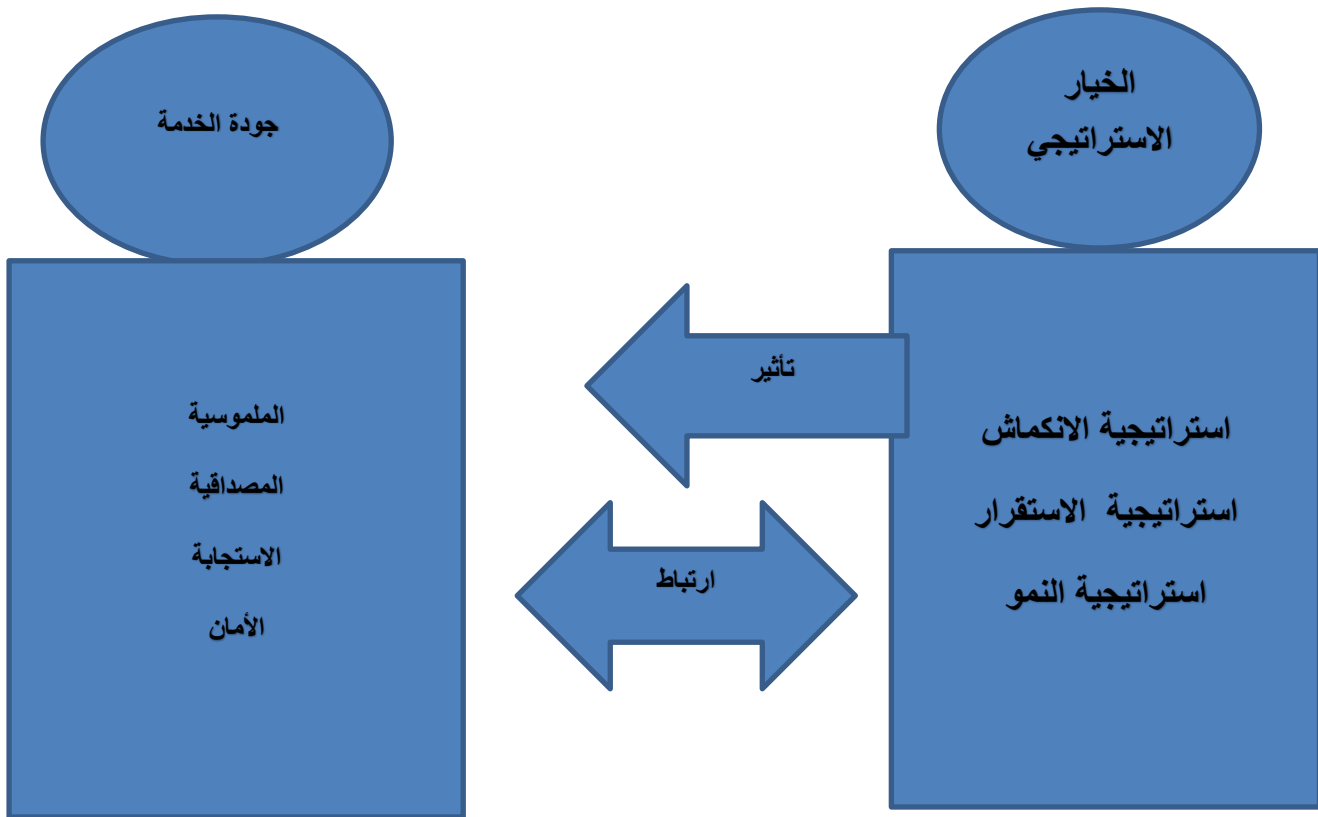 الخيار
الاستراتيجي
استراتيجية الانكماش
استراتيجية الاستقرار
استراتيجية النمو
تأثير
ارتباط
جودة الخدمة
الملموسية
المصداقية
الاستجابة
الأمان